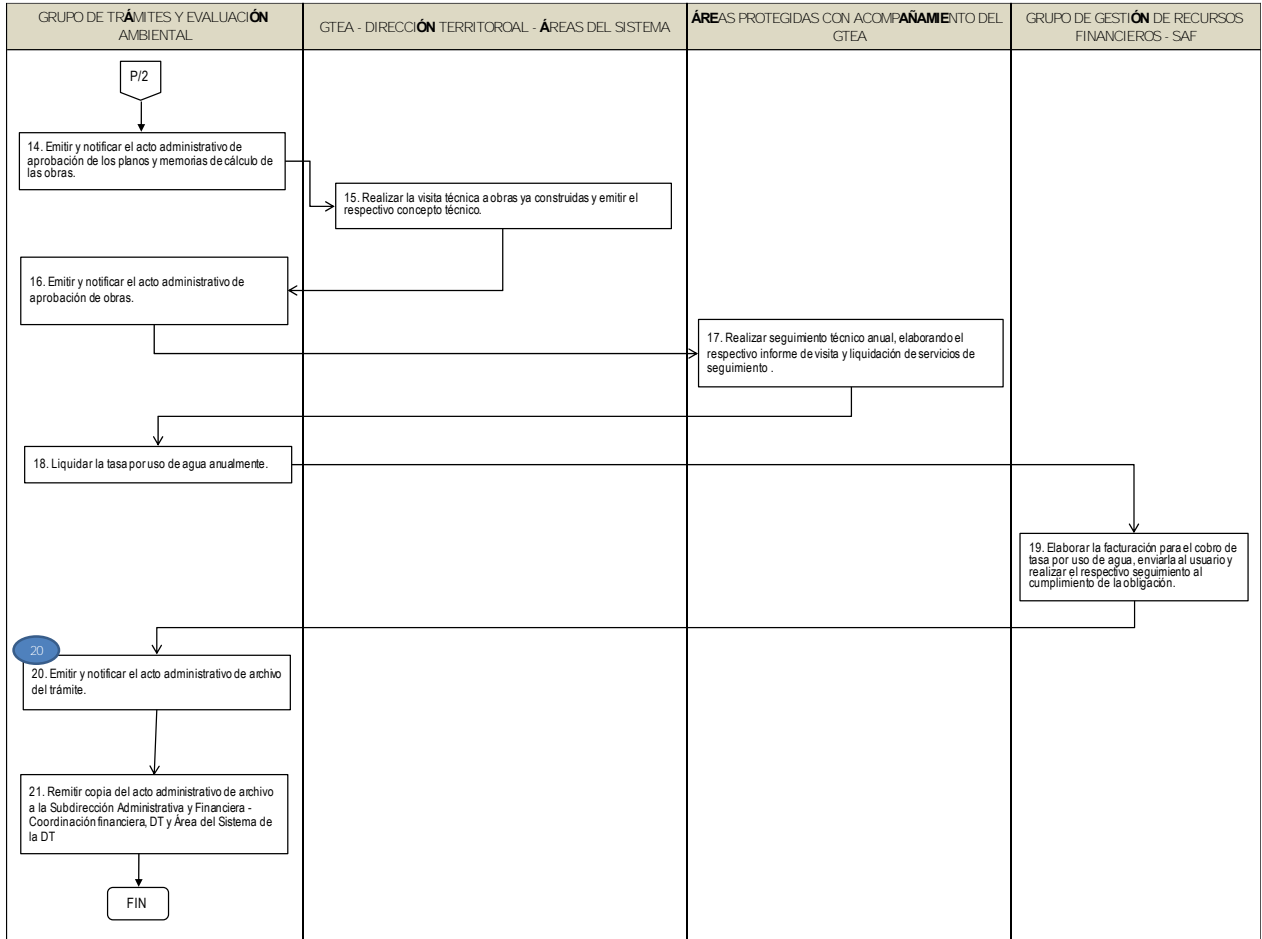 GRUPO DE TRÁMITES Y EVALUACIÓN
AMBIENTAL
GTEA - DIRECCIÓN TERRITOROAL - ÁREAS DEL SISTEMA
ÁREAS PROTEGIDAS CON ACOMPAÑAMIENTO DEL
GTEA
GRUPO DE GESTIÓN DE RECURSOS
FINANCIEROS - SAF
P/2
14. Emitir y notificar el acto administrativo de
aprobación de los planos y memorias de cálculo de
las obras.
15. Realizar la visita técnica a obras ya construidas y emitir el
respectivo concepto técnico.
16. Emitir y notificar el acto administrativo de
aprobación de obras.
17. Realizar seguimiento técnico anual, elaborando el
respectivo informe de visita y liquidación de servicios de
seguimiento .
18. Liquidar la tasa por uso de agua anualmente.
19. Elaborar la facturación para el cobro de
tasa por uso de agua, enviarla al usuario y
realizar el respectivo seguimiento al
cumplimiento de la obligación.
20
20. Emitir y notificar el acto administrativo de archivo
del trámite.
21. Remitir copia del acto administrativo de archivo
a la Subdirección Administrativa y Financiera -
Coordinación financiera, DT y Área del Sistema de
la DT
FIN